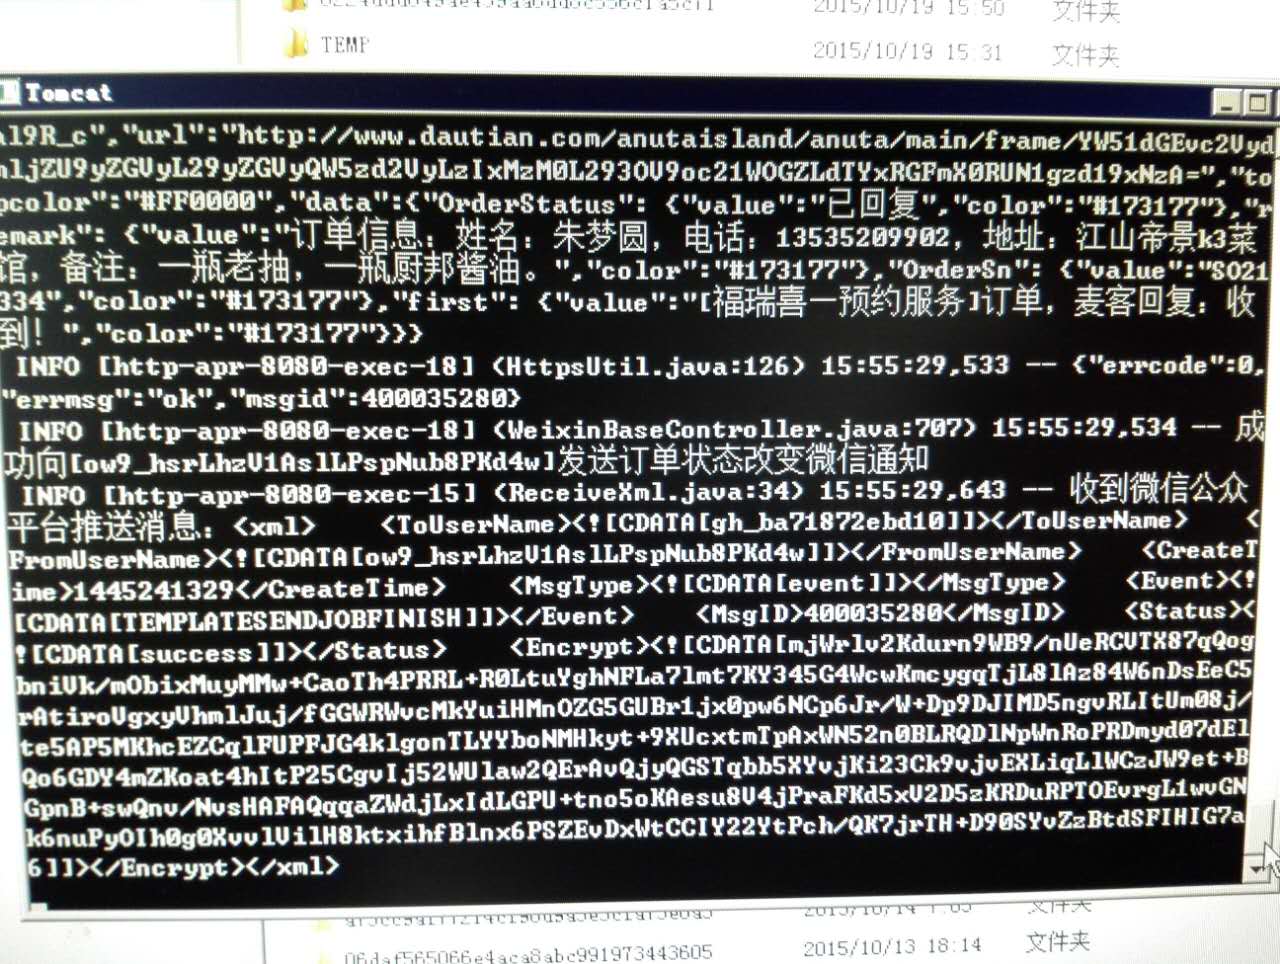 2015/10/19 15:50 文件夹
TEMP 2015/10/19 15:31 文件夹
Tomcat
al9R_c","url":"http://www.dautian.com/anutaisland/anuta/main/frame/YW51dGEvc2Vyd
mljZU9yZGVyL29yZGVyQW5zd2VyLzIxMzM0L293OV9oc21WOGZLdTYxRGFmX0RUN1gzd19xNzA=","to
pcolor":"#FF0000","data":{"OrderStatus": {"value":"已回复","color":"#173177"},"r
emark": {"value":"订单信息：姓名：朱梦圆，电话：13535209902，地址：江山帝景k3菜
馆，备注：一瓶老抽，一瓶厨邦酱油。","color":"#173177"},"OrderSn": {"value":"SO21
334","color":"#173177"},"first": {"value":"[福瑞喜一预约服务]订单，麦客回复：收
到！","color":"#173177"}}}
INFO [http-apr-8080-exec-18] (HttpsUtil.java:126) 15:55:29,533 -- {"errcode":0,
"errmsg":"ok","msgid":400035280}
INFO [http-apr-8080-exec-18] (WeixinBaseController.java:707) 15:55:29,534 -- 成
功向[ow9_hsrLhzV1AslLPspNub8PKd4w]发送订单状态改变微信通知
INFO [http-apr-8080-exec-15] (ReceiveXml.java:34) 15:55:29,643 -- 收到微信公众
平台推送消息：<xml> <ToUserName><![CDATA[gh_ba71872ebd10]]></ToUserName> <
FromUserName><![CDATA[ow9_hsrLhzV1AslLPspNub8PKd4w]]></FromUserName> <CreateT
ime>1445241329</CreateTime> <MsgType><![CDATA[event]]></MsgType> <Event><!
[CDATA[TEMPLATESENDJOBFINISH]]></Event> <MsgID>400035280</MsgID> <Status><
![CDATA[success]]></Status> <Encrypt><![CDATA[mjWrlv2Kdurn9WB9/nUeRCVTX87qQog
bniVk/mObixMuyMMw+CaoTh4PRRL+R0LtuYghNFLa7lmt7KY345G4WcwKmcygqTjL8lAz84W6nDsEeC5
rAtiroVgxyVhmlJuj/fGGWRWvcMkYuiHMnOZG5GUBr1jx0pw6NCp6Jr/W+Dp9DJIMD5ngvRLItUm08j/
te5AP5MKhcEZCqlFUPFJG4klgonTLYYboNMHkyt+9XUcxtmTpAxWN52n0BLRQDlNpWnRoPRDmyd07dEl
Qo6GDY4mZKoat4hItP25CgvIj52WUlaw2QErAvQjyQGSTqbb5XYvjKi23Ck9vjvEXLiqLlWCzJW9et+B
GpnB+swQnv/NvsHAFAQqqaZWdjLxIdLGPU+tno5oKAesu8V4jPraFKd5xV2D5zKRDuRPTOEvrgL1wvGN
k6nuPyOIh0g0XvvlVilH8ktxihfBlnx6PSZEvDxWtCCIY22YtPch/QK7jrTH+D90SYvZzBtdSFIHIG7a
6]]></Encrypt></xml>
文件夹
06daf565066e4aca8abc991973443605 2015/10/13 18:14 文件夹